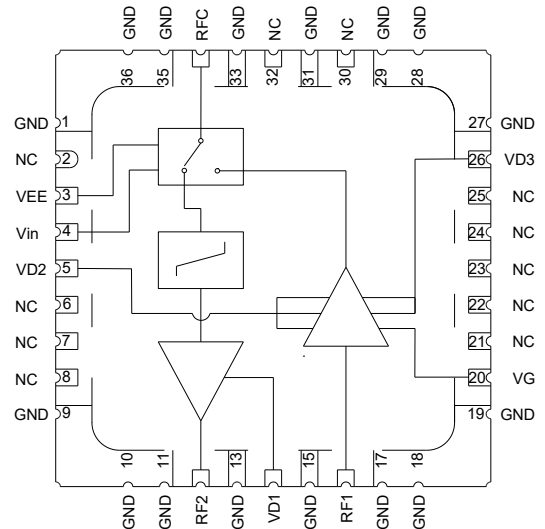 GND GND RFC GND NC GND NC GND GND
36 35 33 32 31 30 29 28
GND 1
NC 2
VEE 3
Vin 4
VD2 5
NC 6
NC 7
NC 8
GND 9
27 GND
26 VD3
25 NC
24 NC
23 NC
22 NC
21 NC
20 VG
19 GND
10 11 13 15 17 18
GND GND RF2 GND VD1 GND RF1 GND GND